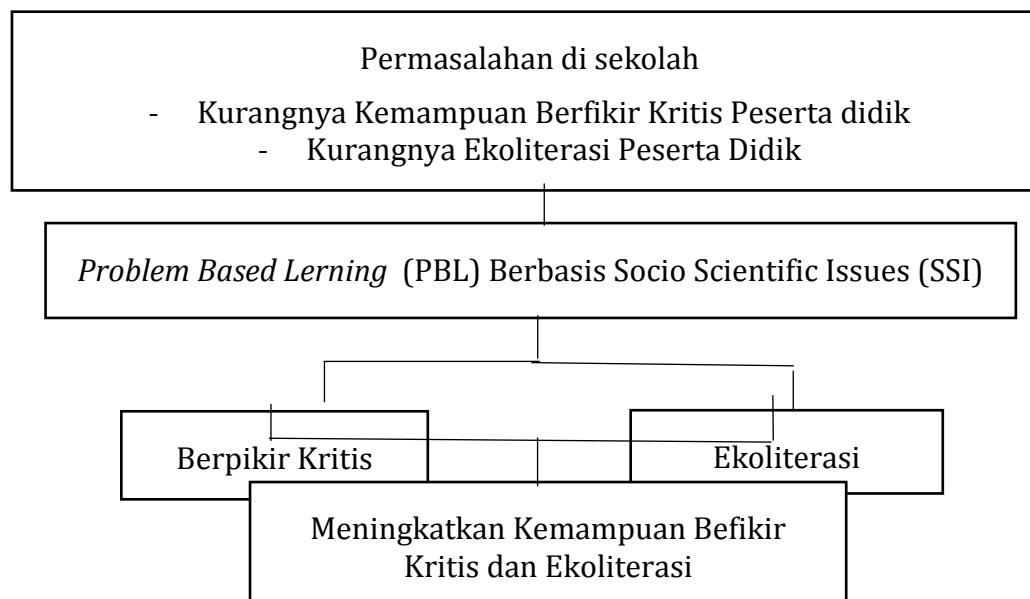 Permasalahan di sekolah
- Kurangnya Kemampuan Berfikir Kritis Peserta didik
- Kurangnya Ekoliterasi Peserta Didik
Problem Based Lerning (PBL) Berbasis Socio Scientific Issues (SSI)
Berpikir Kritis
Ekoliterasi
Meningkatkan Kemampuan Befikir
Kritis dan Ekoliterasi